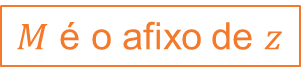 M é o afixo de z